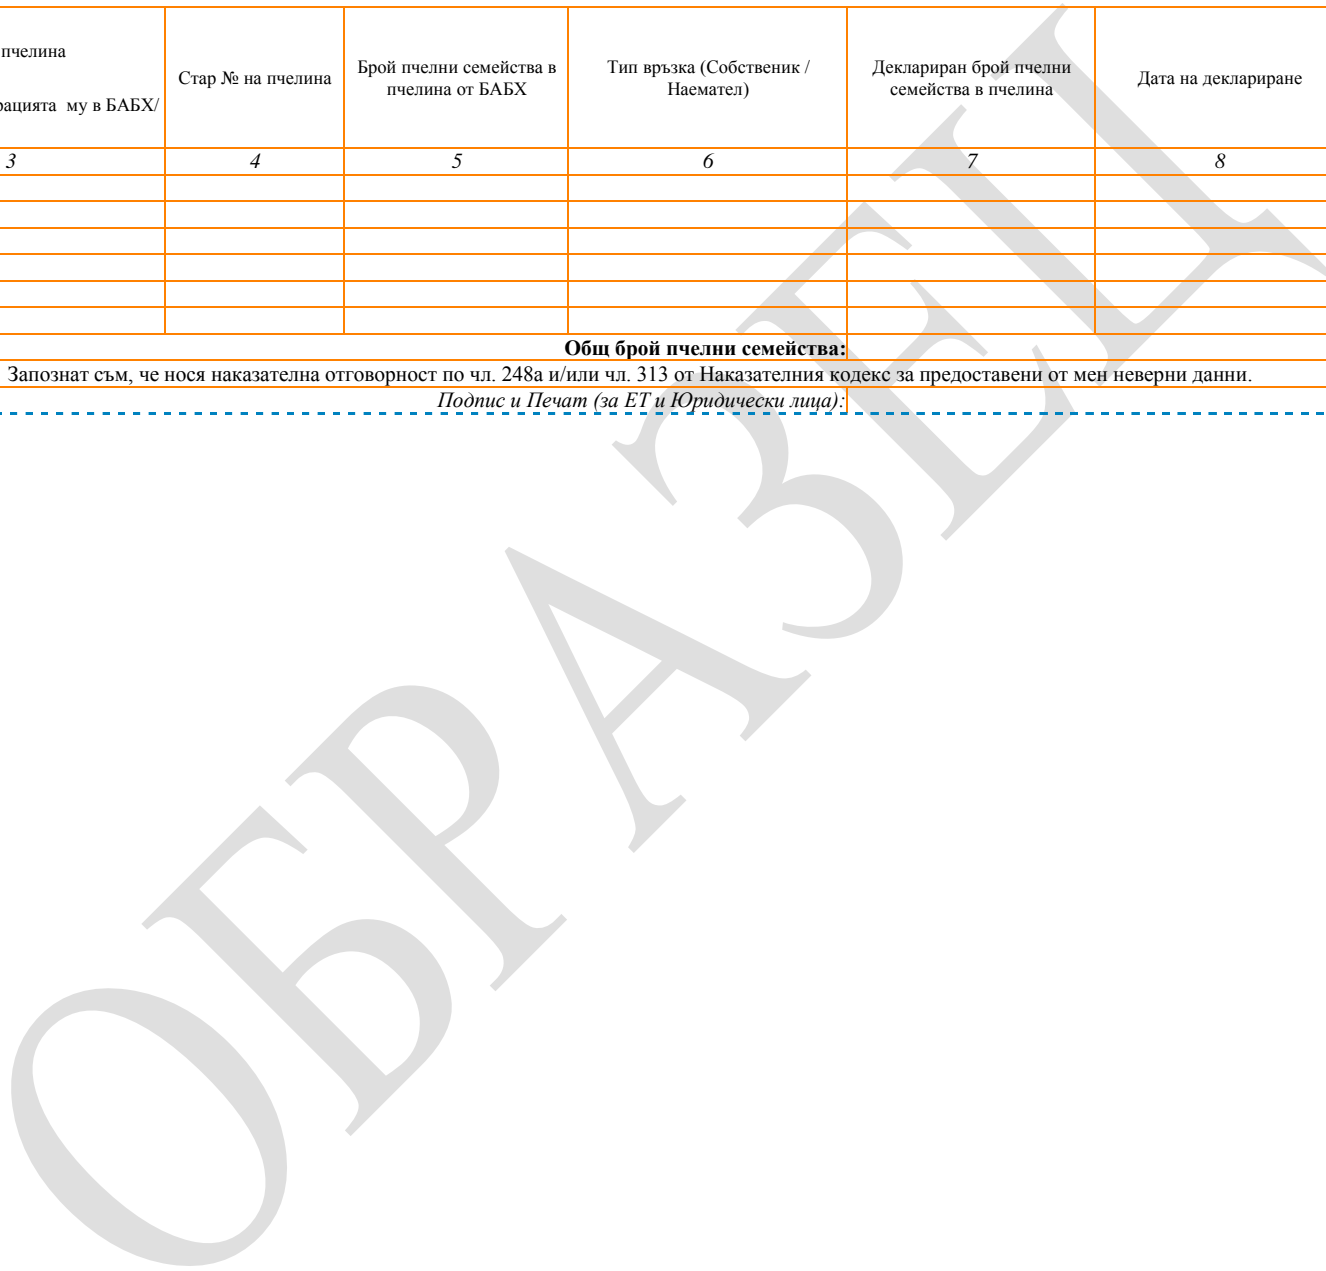 пчелина
рацията му в БАБХ/
Стар № на пчелина
Брой пчелни семейства в
пчелина от БАБХ
Тип връзка (Собственик /
Наемател)
Деклариран брой пчелни
семейства в пчелина
Дата на деклариране
3 4 5 6 7 8
Общ брой пчелни семейства:
Запознат съм, че нося наказателна отговорност по чл. 248а и/или чл. 313 от Наказателния кодекс за предоставени от мен неверни данни.
Подпис и Печат (за ЕТ и Юридически лица):
ОБРАЗЕЦ